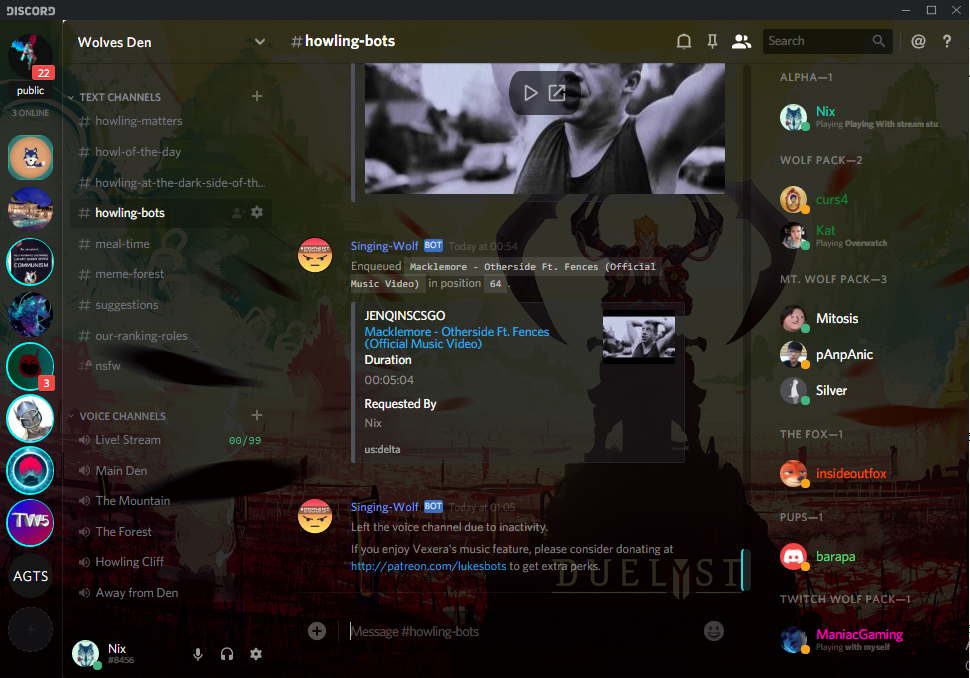 DISCORD
22
public
3 ONLINE
3
TW5
AGTS
Wolves Den
TEXT CHANNELS
howling-matters
howl-of-the-day
howling-at-the-dark-side-of-th...
howling-bots
meal-time
meme-forest
suggestions
our-ranking-roles
nsfw
VOICE CHANNELS
Live! Stream 00/99
Main Den
The Mountain
The Forest
Howling Cliff
Away from Den
Nix
#8456
#howling-bots
Search
Singing-Wolf BOT Today at 00:54
Enqueued Macklemore - Otherside Ft. Fences (Official
Music Video) in position 64 .
JENQINSCSGO
Macklemore - Otherside Ft. Fences
(Official Music Video)
Duration
00:05:04
Requested By
Nix
us:delta
Singing-Wolf BOT Today at 01:05
Left the voice channel due to inactivity.
If you enjoy Vexera's music feature, please consider donating at
http://patreon.com/lukesbots to get extra perks.
DUELYST
Message #howling-bots
ALPHA—1
Nix
Playing Playing With stream stu...
WOLF PACK—2
curs4
Kat
Playing Overwatch
MT. WOLF PACK—3
Mitosis
pAnpAnic
Silver
THE FOX—1
insideoutfox
PUPS—1
barapa
TWITCH WOLF PACK—1
ManiacGaming
Playing with myself